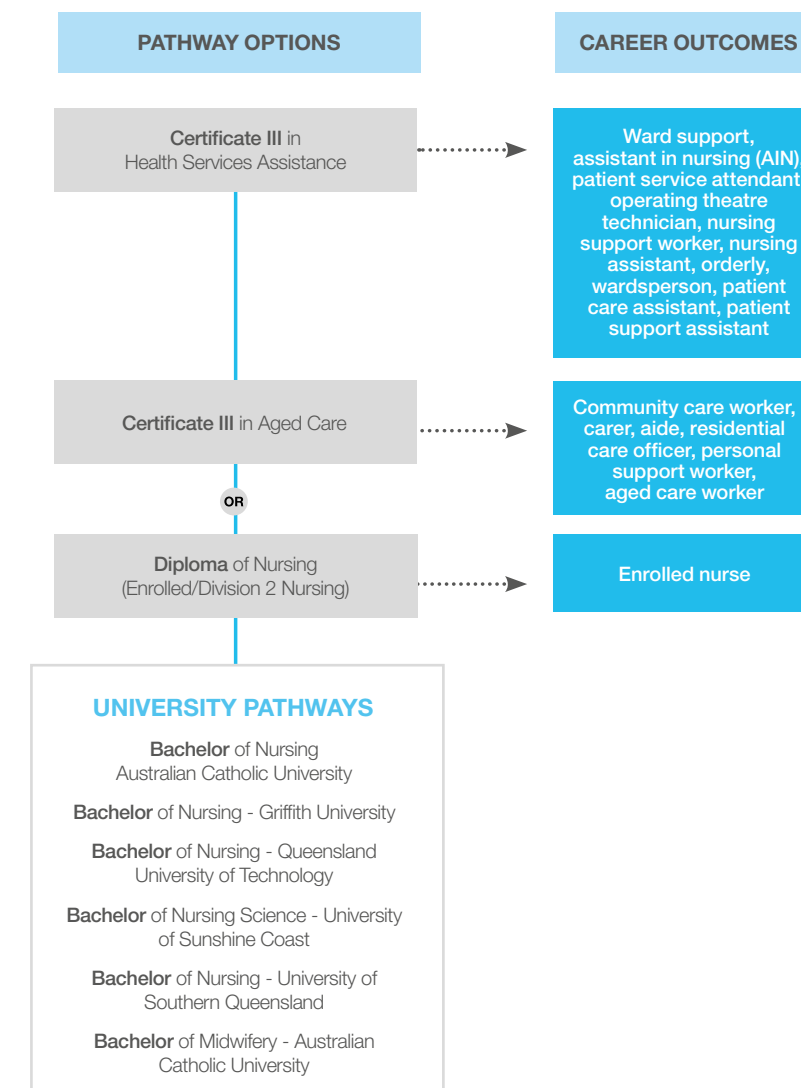 PATHWAY OPTIONS
CAREER OUTCOMES
Certificate III in
Health Services Assistance
Ward support,
assistant in nursing (AIN),
patient service attendant
operating theatre
technician, nursing
support worker, nursing
assistant, orderly,
wardsperson, patient
care assistant, patient
support assistant
Certificate III in Aged Care
Community care worker,
carer, aide, residential
care officer, personal
support worker,
aged care worker
OR
Diploma of Nursing
(Enrolled/Division 2 Nursing)
Enrolled nurse
UNIVERSITY PATHWAYS
Bachelor of Nursing
Australian Catholic University
Bachelor of Nursing - Griffith University
Bachelor of Nursing - Queensland
University of Technology
Bachelor of Nursing Science - University
of Sunshine Coast
Bachelor of Nursing - University of
Southern Queensland
Bachelor of Midwifery - Australian
Catholic University